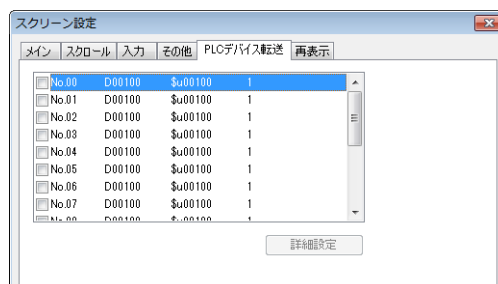 スクリーン設定
メイン スクロール 入力 その他 PLCデバイス転送 再表示
No.00 D00100 $u00100 1
No.01 D00100 $u00100 1
No.02 D00100 $u00100 1
No.03 D00100 $u00100 1
No.04 D00100 $u00100 1
No.05 D00100 $u00100 1
No.06 D00100 $u00100 1
No.07 D00100 $u00100 1
詳細設定